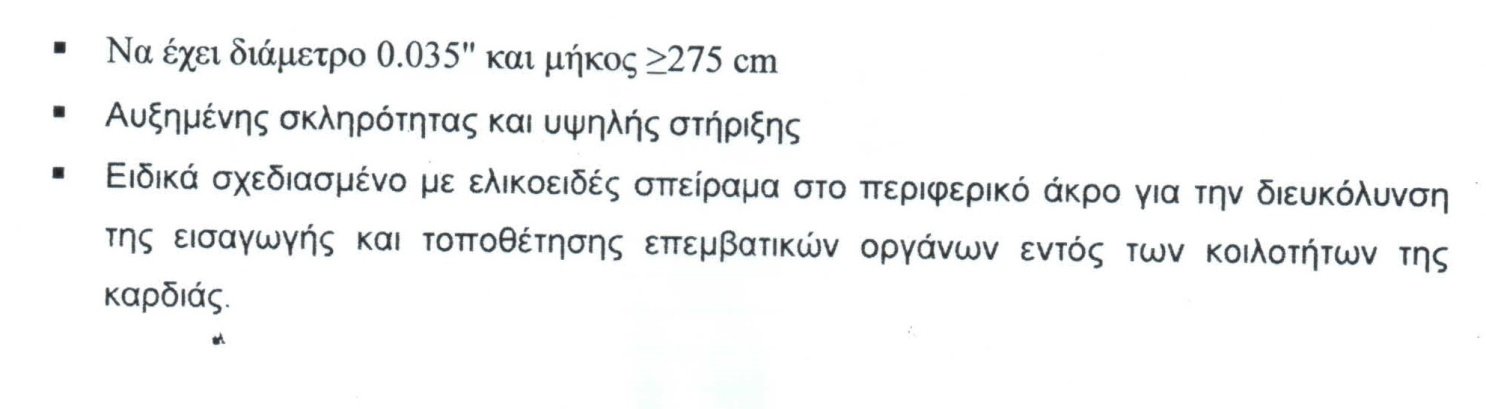 ▪ Να έχει διάμετρο 0.035" και μήκος ≥275 cm
▪ Αυξημένης σκληρότητας και υψηλής στήριξης
▪ Ειδικά σχεδιασμένο με ελικοειδές σπείραμα στο περιφερικό άκρο για την διευκόλυνση
της εισαγωγής και τοποθέτησης επεμβατικών οργάνων εντός των κοιλοτήτων της
καρδιάς.